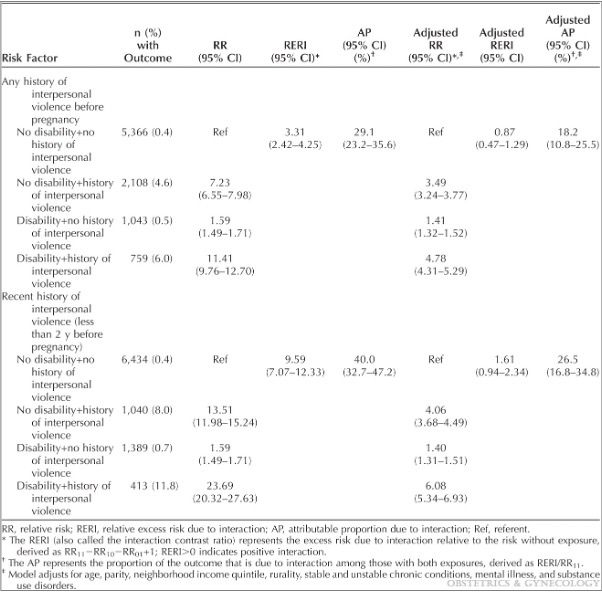 Risk Factor n (%) with Outcome RR (95% CI) RERI (95% CI)* AP (95% CI) (%)† Adjusted RR (95% CI)*,‡ Adjusted RERI (95% CI) Adjusted AP (95% CI) (%)†,‡
Any history of
interpersonal
violence before
pregnancy
No disability+no 5,366 (0.4) Ref 3.31 29.1 Ref 0.87 18.2
history of (2.42–4.25) (23.2–35.6) (0.47–1.29) (10.8–25.5)
interpersonal
violence
No disability+history 2,108 (4.6) 7.23 3.49
of interpersonal (6.55–7.98) (3.24–3.77)
violence
Disability+no history 1,043 (0.5) 1.59 1.41
of interpersonal (1.49–1.71) (1.32–1.52)
violence
Disability+history of 759 (6.0) 11.41 4.78
interpersonal (9.76–12.70) (4.31–5.29)
violence
Recent history of
interpersonal
violence (less
than 2 y before
pregnancy)
No disability+no 6,434 (0.4) Ref 9.59 40.0 Ref 1.61 26.5
history of (7.07–12.33) (32.7–47.2) (0.94–2.34) (16.8–34.8)
interpersonal
violence
No disability+history 1,040 (8.0) 13.51 4.06
of interpersonal (11.98–15.24) (3.68–4.49)
violence
Disability+no history 1,389 (0.7) 1.59 1.40
of interpersonal (1.49–1.71) (1.31–1.51)
violence
Disability+history of 413 (11.8) 23.69 6.08
interpersonal (20.32–27.63) (5.34–6.93)
violence
RR, relative risk; RERI, relative excess risk due to interaction; AP, attributable proportion due to interaction; Ref, referent.
* The RERI (also called the interaction contrast ratio) represents the excess risk due to interaction relative to the risk without exposure,
derived as RR11−RR10−RR01+1; RERI>0 indicates positive interaction.
† The AP represents the proportion of the outcome that is due to interaction among those with both exposures, derived as RERI/RR11.
‡ Model adjusts for age, parity, neighborhood income quintile, rurality, stable and unstable chronic conditions, mental illness, and substance
use disorders.
OBSTETRICS & GYNECOLOGY